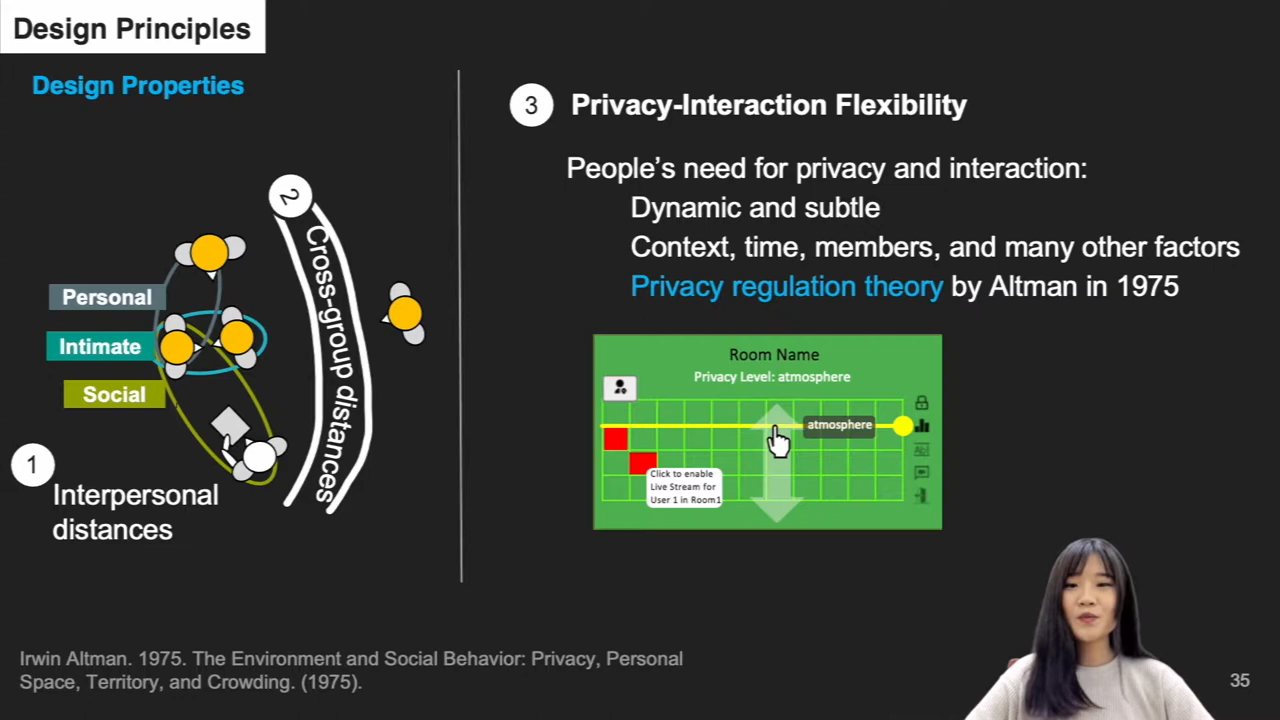 Design Principles
Design Properties
2
Cross-group distances
Personal
Intimate
Social
1
Interpersonal
distances
3
Privacy-Interaction Flexibility
People's need for privacy and interaction:
Dynamic and subtle
Context, time, members, and many other factors
Privacy regulation theory by Altman in 1975
Room Name
Privacy Level: atmosphere
atmosphere
Click to enable
Live Stream for
User 1 in Room1
Irwin Altman. 1975. The Environment and Social Behavior: Privacy, Personal
Space, Territory, and Crowding. (1975).
35